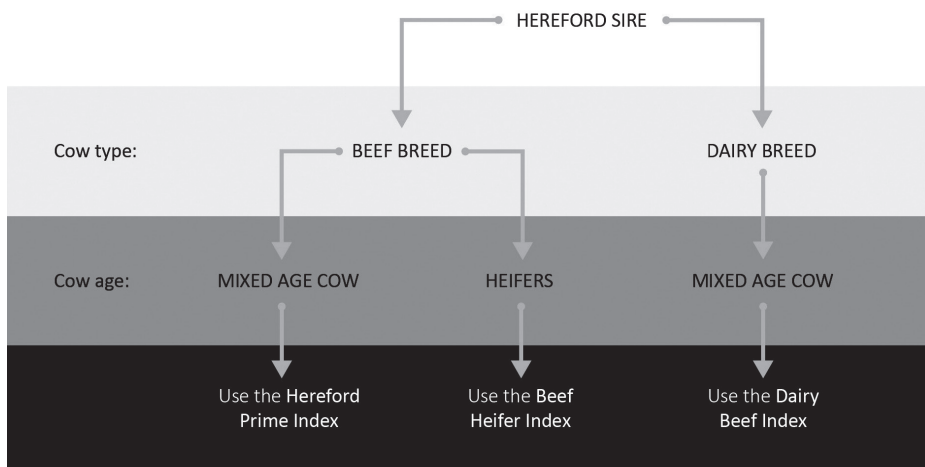 HEREFORD SIRE
Cow type:
BEEF BREED
DAIRY BREED
Cow age:
MIXED AGE COW
HEIFERS
MIXED AGE COW
Use the Hereford
Prime Index
Use the Beef
Heifer Index
Use the Dairy
Beef Index